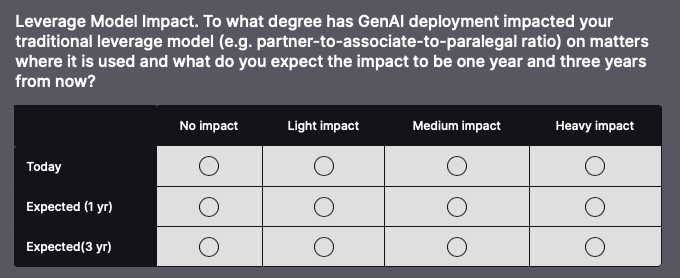 Leverage Model Impact. To what degree has GenAI deployment impacted your
traditional leverage model (e.g. partner-to-associate-to-paralegal ratio) on matters
where it is used and what do you expect the impact to be one year and three years
from now?
No impact Light impact Medium impact Heavy impact
Today
Expected (1 yr)
Expected(3 yr)